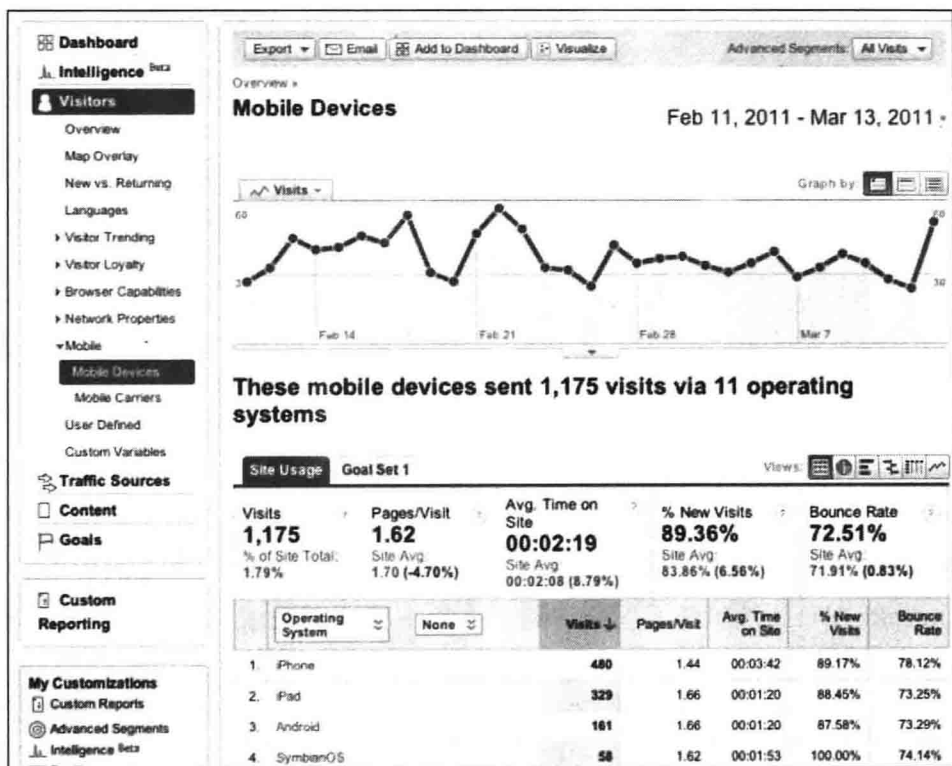 Dashboard
Intelligence Beta
Visitors
Overview
Map Overlay
New vs. Returning
Languages
Visitor Trending
Visitor Loyalty
Browser Capabilities
Network Properties
Mobile
Mobile Devices
Mobile Carriers
User Defined
Custom Variables
Traffic Sources
Content
Goals
Custom
Reporting
My Customizations
Custom Reports
Advanced Segments
Intelligence Beta
Export Email Add to Dashboard Visualize Advanced Segments: All Visits
Overview »
Mobile Devices Feb 11, 2011 - Mar 13, 2011
Visits Graph by:
60 60
30 30
Feb 14 Feb 21 Feb 28 Mar 7
These mobile devices sent 1,175 visits via 11 operating
systems
Site Usage Goal Set 1 Views:
Visits
1,175
% of Site Total:
1.79%
Pages/Visit
1.62
Site Avg:
1.70 (-4.70%)
Avg. Time on
Site
00:02:19
Site Avg:
00:02:08 (8.79%)
% New Visits
89.36%
Site Avg:
83.86% (6.56%)
Bounce Rate
72.51%
Site Avg:
71.91% (0.83%)
Operating
System
None
Visits Pages/Visit
Avg. Time
on Site
% New
Visits
Bounce
Rate
1. iPhone 480 1.44 00:03:42 89.17% 78.12%
2. iPad 329 1.66 00:01:20 88.45% 73.25%
3. Android 161 1.66 00:01:20 87.58% 73.29%
4. SymbianOS 58 1.62 00:01:53 100.00% 74.14%